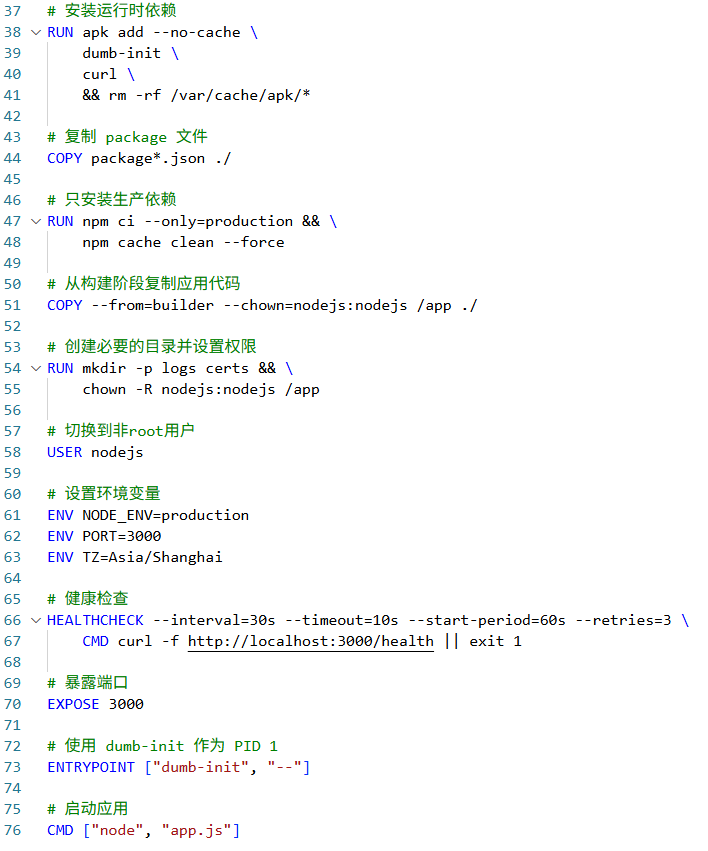 37 # 安装运行时依赖
38 RUN apk add --no-cache \
39 dumb-init \
40 curl \
41 && rm -rf /var/cache/apk/*
42
43 # 复制 package 文件
44 COPY package*.json ./
45
46 # 只安装生产依赖
47 RUN npm ci --only=production && \
48 npm cache clean --force
49
50 # 从构建阶段复制应用代码
51 COPY --from=builder --chown=nodejs:nodejs /app ./
52
53 # 创建必要的目录并设置权限
54 RUN mkdir -p logs certs && \
55 chown -R nodejs:nodejs /app
56
57 # 切换到非root用户
58 USER nodejs
59
60 # 设置环境变量
61 ENV NODE_ENV=production
62 ENV PORT=3000
63 ENV TZ=Asia/Shanghai
64
65 # 健康检查
66 HEALTHCHECK --interval=30s --timeout=10s --start-period=60s --retries=3 \
67 CMD curl -f http://localhost:3000/health || exit 1
68
69 # 暴露端口
70 EXPOSE 3000
71
72 # 使用 dumb-init 作为 PID 1
73 ENTRYPOINT ["dumb-init", "--"]
74
75 # 启动应用
76 CMD ["node", "app.js"]